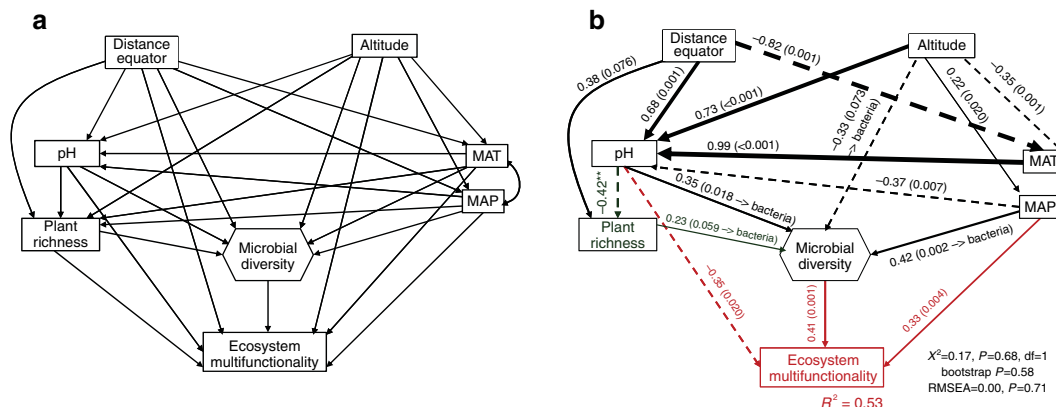 a
Distance
equator
Altitude
pH
MAT
MAP
Plant
richness
Microbial
diversity
Ecosystem
multifunctionality
b
Distance
equator
Altitude
−0.82 (0.001)
0.38 (0.076)
0.68 (0.001)
0.73 (<0.001)
−0.33 (0.073
–> bacteria)
0.22 (0.020)
−0.35 (0.001)
pH
0.99 (<0.001)
MAT
−0.37 (0.007)
MAP
−0.42**
0.35 (0.018 –> bacteria)
Plant
richness
0.23 (0.059 –> bacteria)
Microbial
diversity
0.42 (0.002 –> bacteria)
−0.35 (0.020)
0.41 (0.001)
0.33 (0.004)
Ecosystem
multifunctionality
R² = 0.53
X²=0.17, P=0.68, df=1
bootstrap P=0.58
RMSEA=0.00, P=0.71